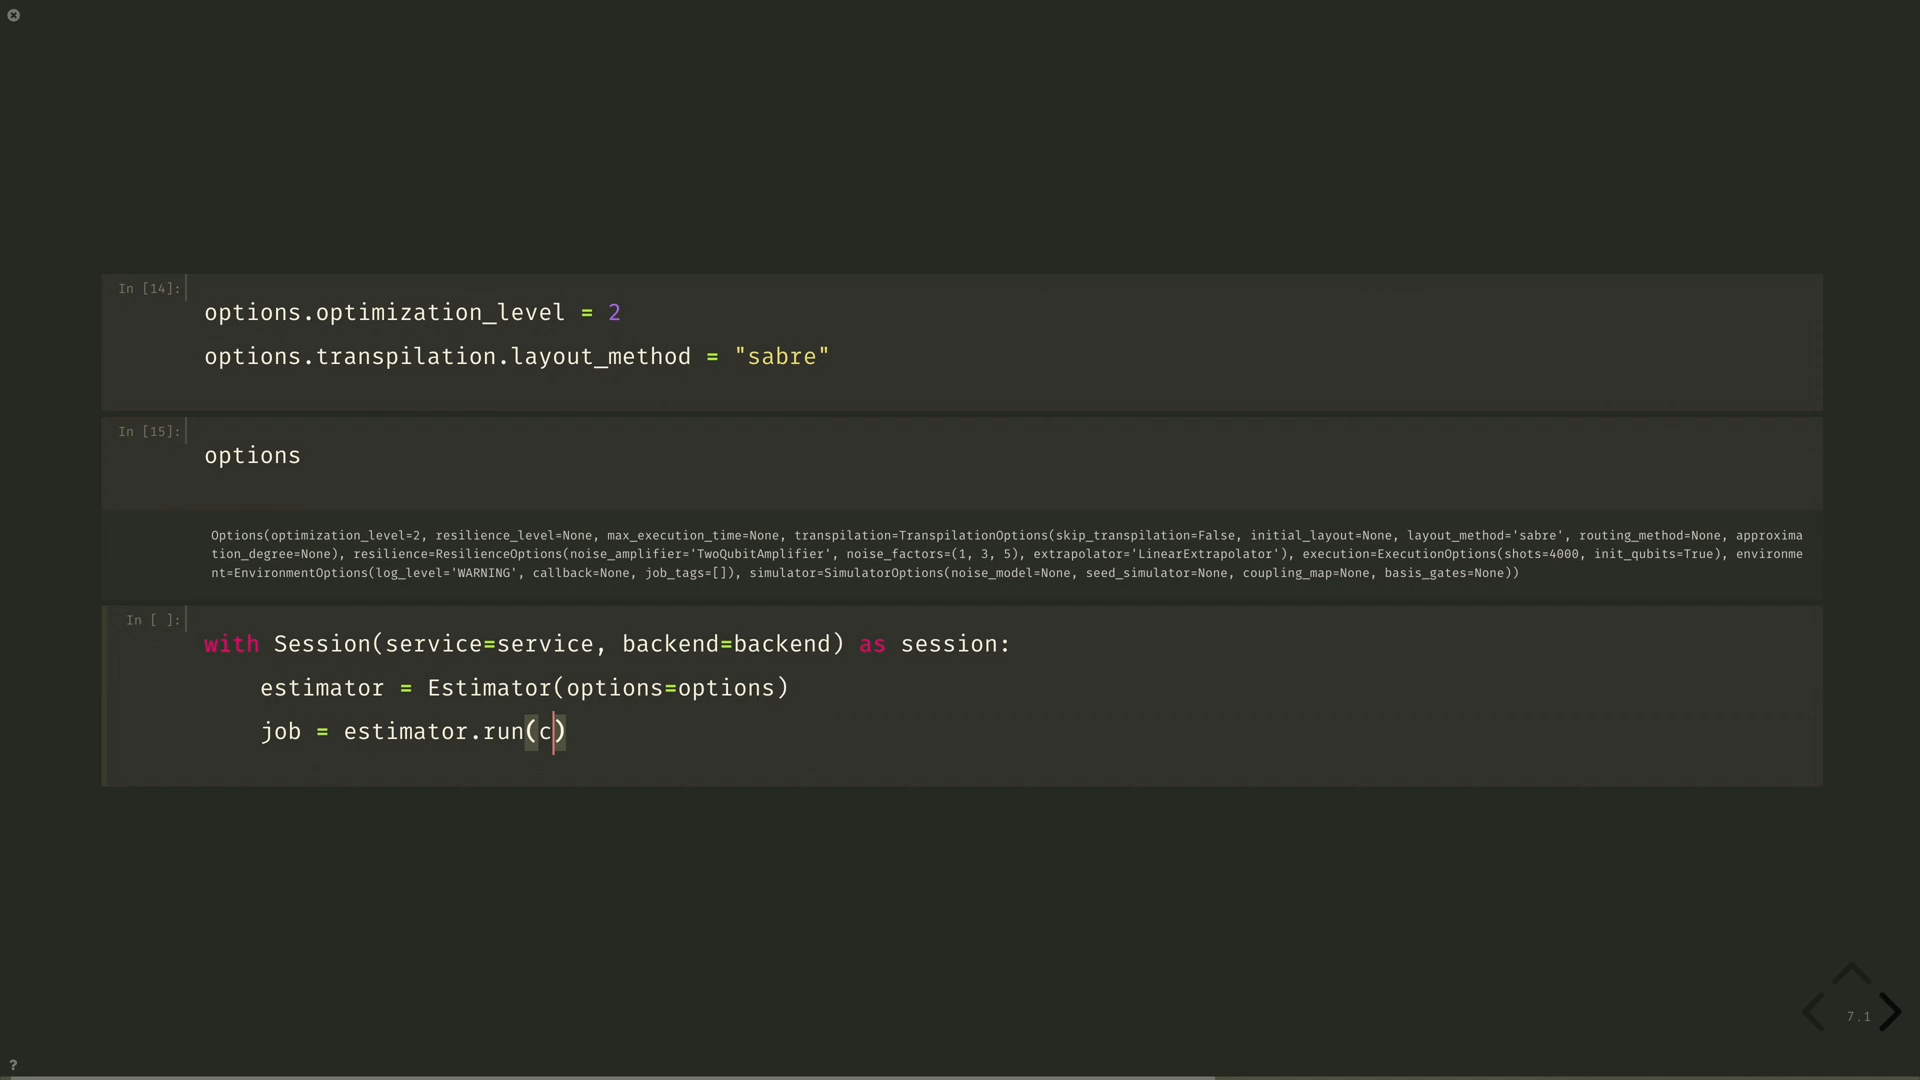 In [14]:
options.optimization_level = 2
options.transpilation.layout_method = "sabre"
In [15]:
options
Options(optimization_level=2, resilience_level=None, max_execution_time=None, transpilation=TranspilationOptions(skip_transpilation=False, initial_layout=None, layout_method='sabre', routing_method=None, approxima
tion_degree=None), resilience=ResilienceOptions(noise_amplifier='TwoQubitAmplifier', noise_factors=(1, 3, 5), extrapolator='LinearExtrapolator'), execution=ExecutionOptions(shots=4000, init_qubits=True), environme
nt=EnvironmentOptions(log_level='WARNING', callback=None, job_tags=[]), simulator=SimulatorOptions(noise_model=None, seed_simulator=None, coupling_map=None, basis_gates=None))
In [ ]:
with Session(service=service, backend=backend) as session:
    estimator = Estimator(options=options)
    job = estimator.run(c)
7.1
?